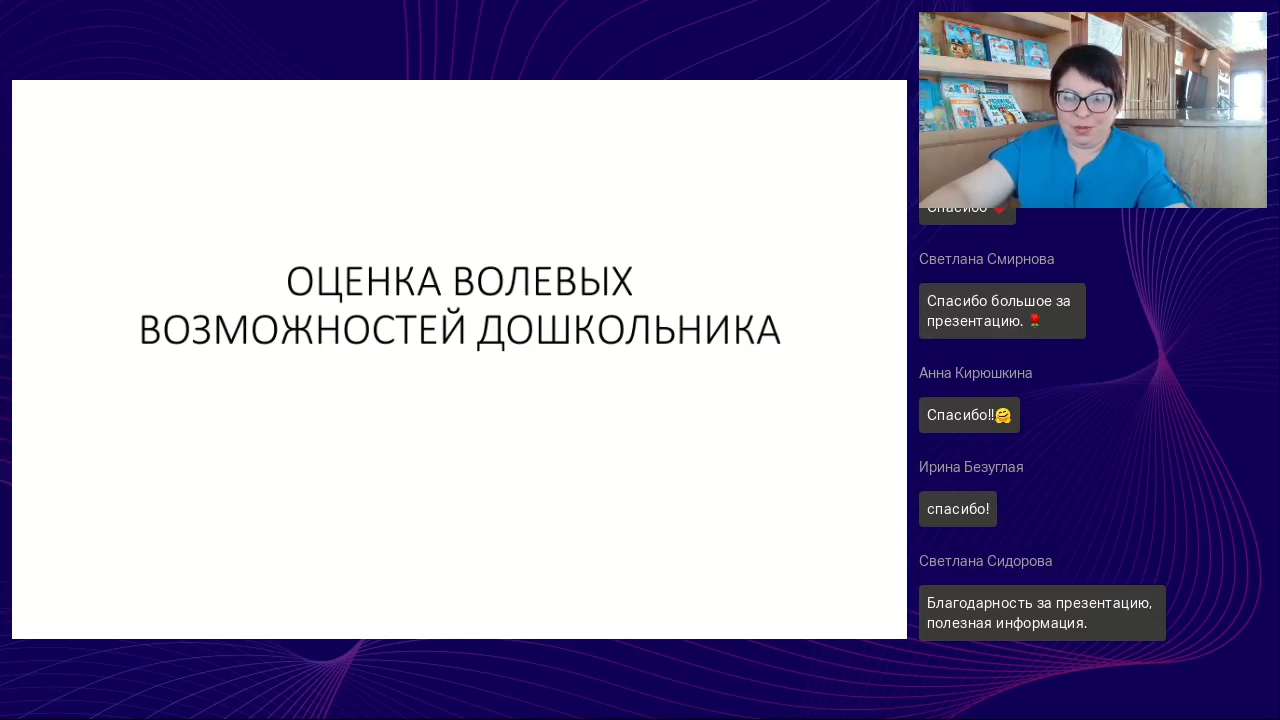 ОЦЕНКА ВОЛЕВЫХ
ВОЗМОЖНОСТЕЙ ДОШКОЛЬНИКА
Спасибо
Светлана Смирнова
Спасибо большое за
презентацию. 🌹
Анна Кирюшкина
Спасибо!!🤗
Ирина Безуглая
спасибо!
Светлана Сидорова
Благодарность за презентацию,
полезная информация.